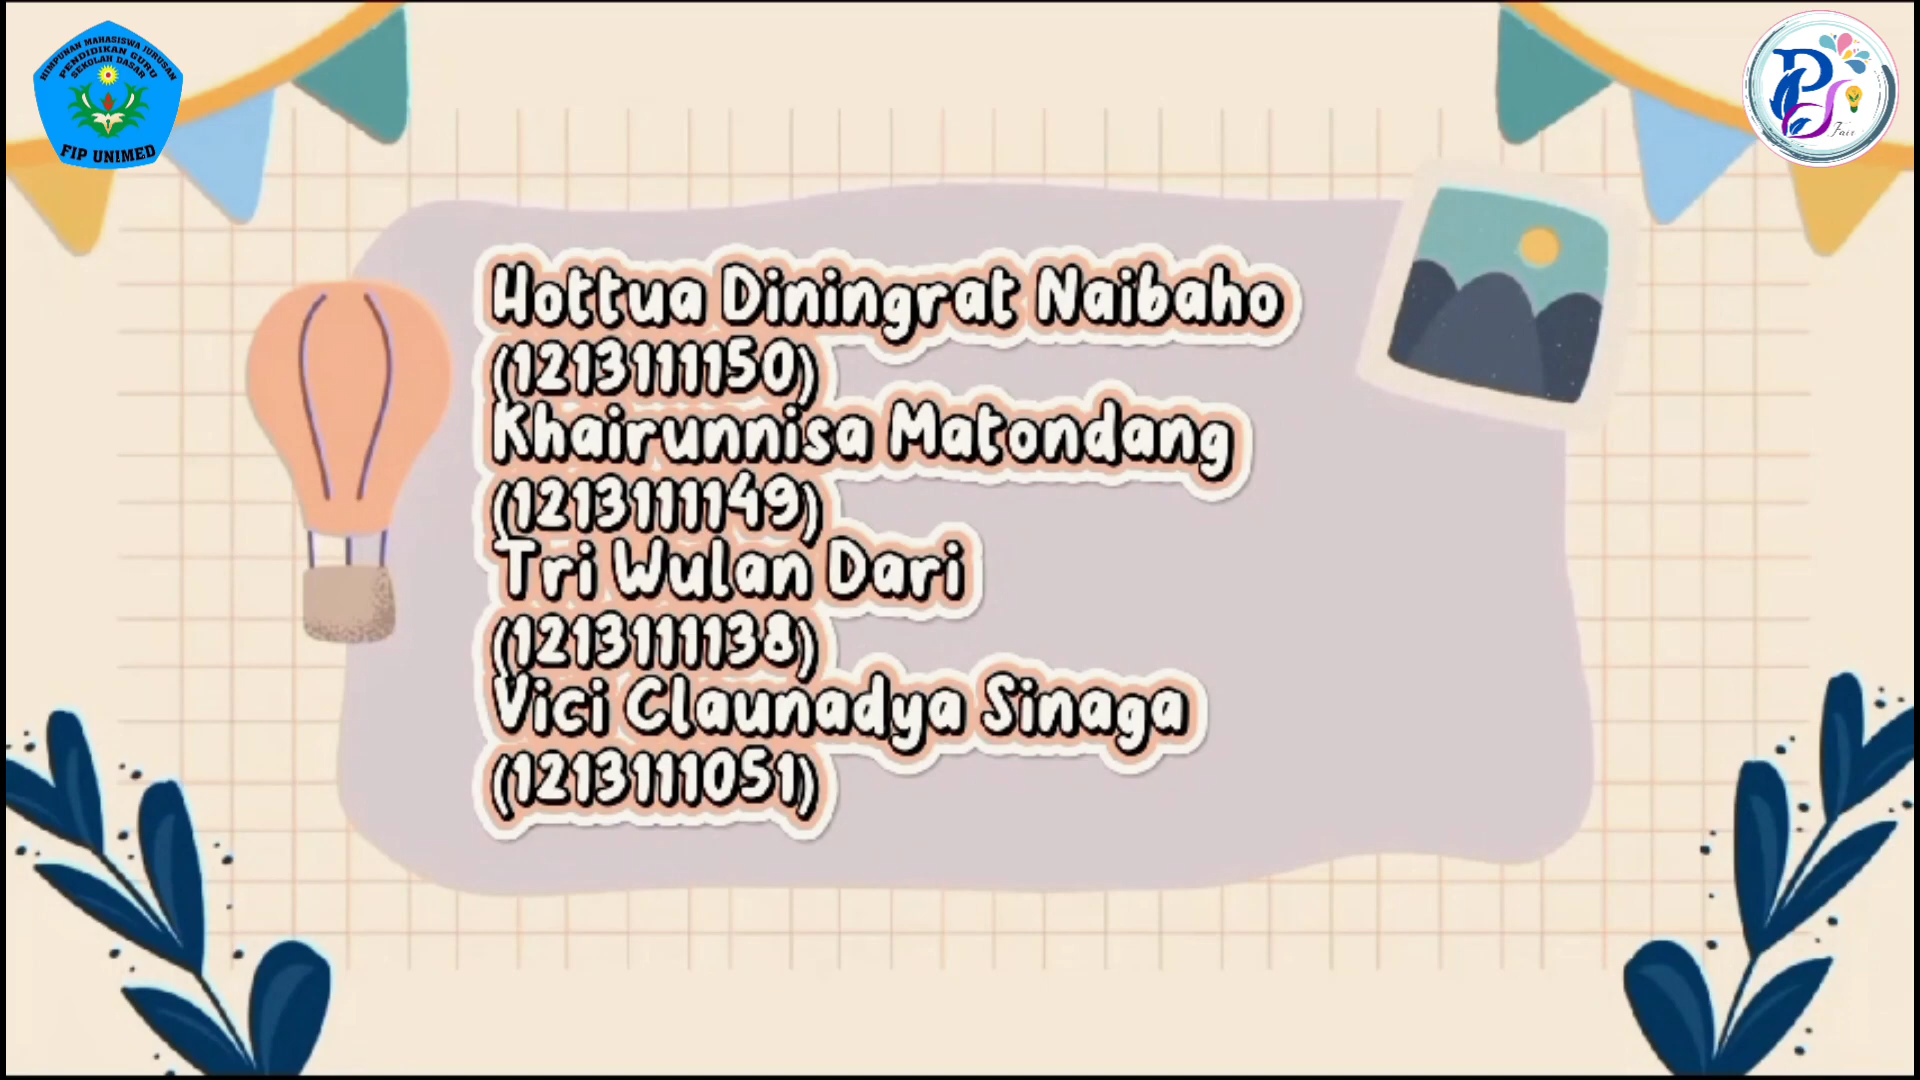 HIMPUNAN MAHASISWA JURUSAN
PENDIDIKAN GURU
SEKOLAH DASAR
FIP UNIMED
Fair
Hottua Diningrat Naibaho
(1213111150)
Khairunnisa Matondang
(1213111149)
Tri Wulan Dari
(1213111138)
Vici Claunadya Sinaga
(1213111051)